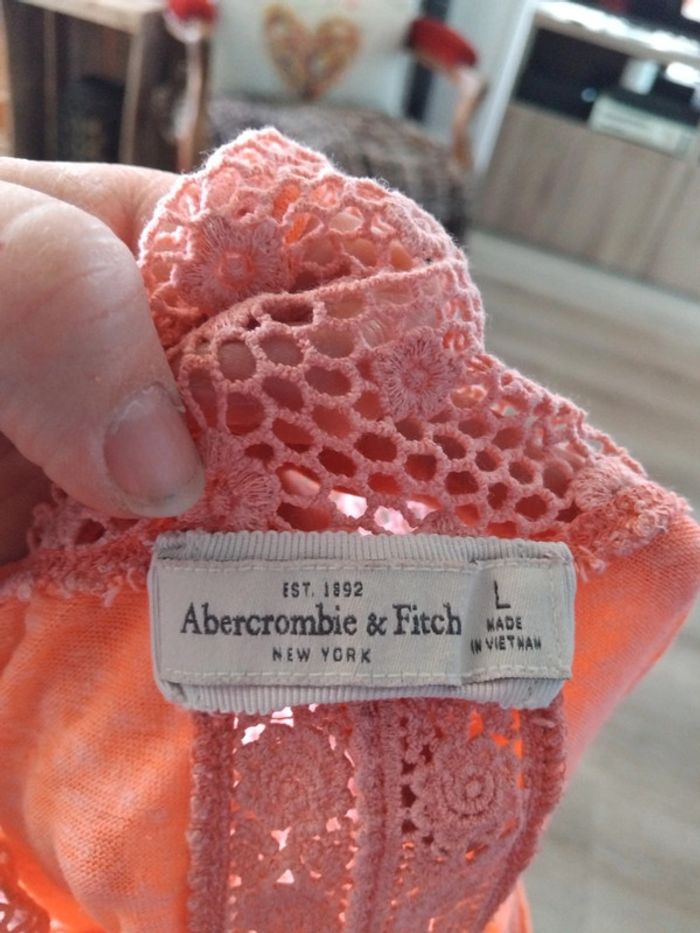 EST. 1892
Abercrombie & Fitch
NEW YORK
L
MADE
IN VIETNAM